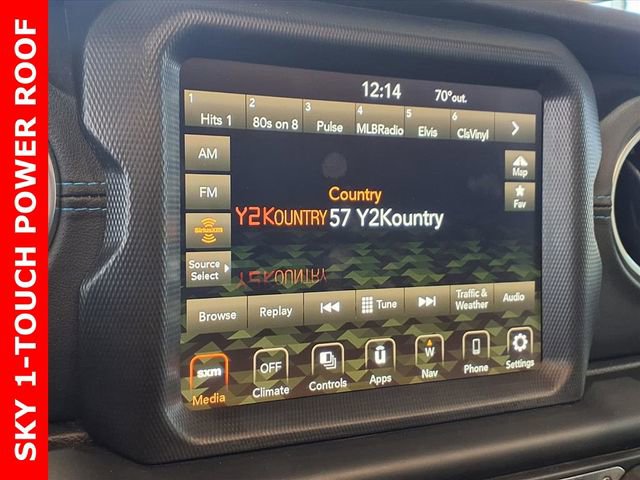 SKY 1-TOUCH POWER ROOF
12:14 70°out.
1 2 3 4 5 6
Hits 1 80s on 8 Pulse MLBRadio Elvis ClsVinyl
AM
FM
SiriusXM
Source
Select
Map
Fav
Country
Y2KOUNTRY 57 Y2Kountry
Y2KOUNTRY
Browse Replay Tune Traffic &
Weather Audio
sxm OFF u W
Media Climate Controls Apps Nav Phone Settings